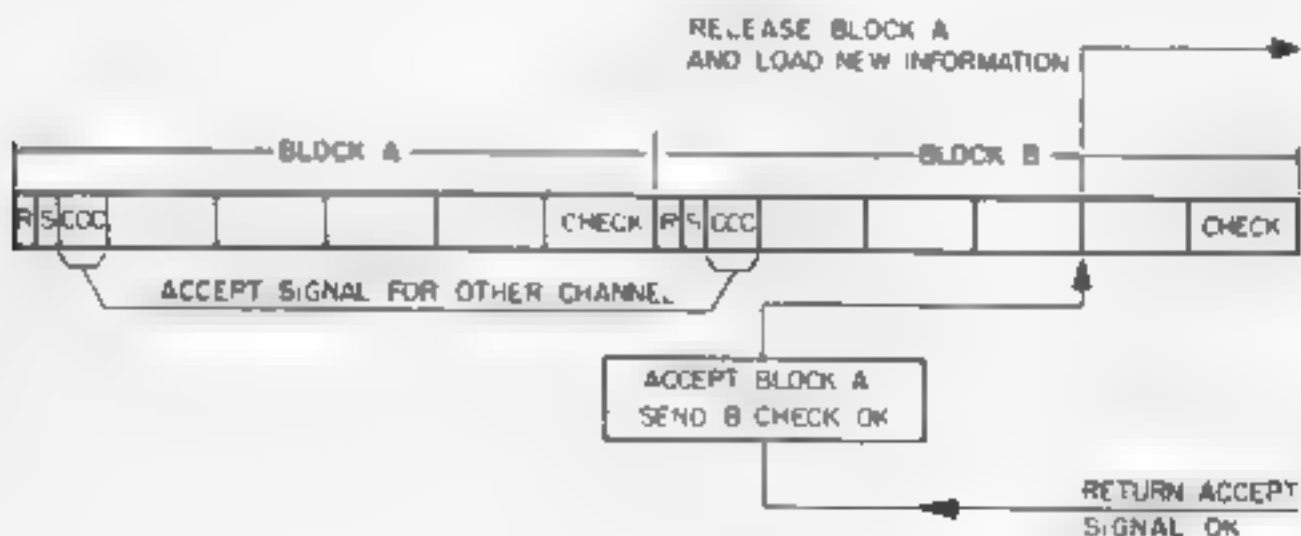 RELEASE BLOCK A
AND LOAD NEW INFORMATION
BLOCK A
BLOCK B
R S CCC CHECK R S CCC CHECK
ACCEPT SIGNAL FOR OTHER CHANNEL
ACCEPT BLOCK A
SEND B CHECK OK
RETURN ACCEPT
SIGNAL OK